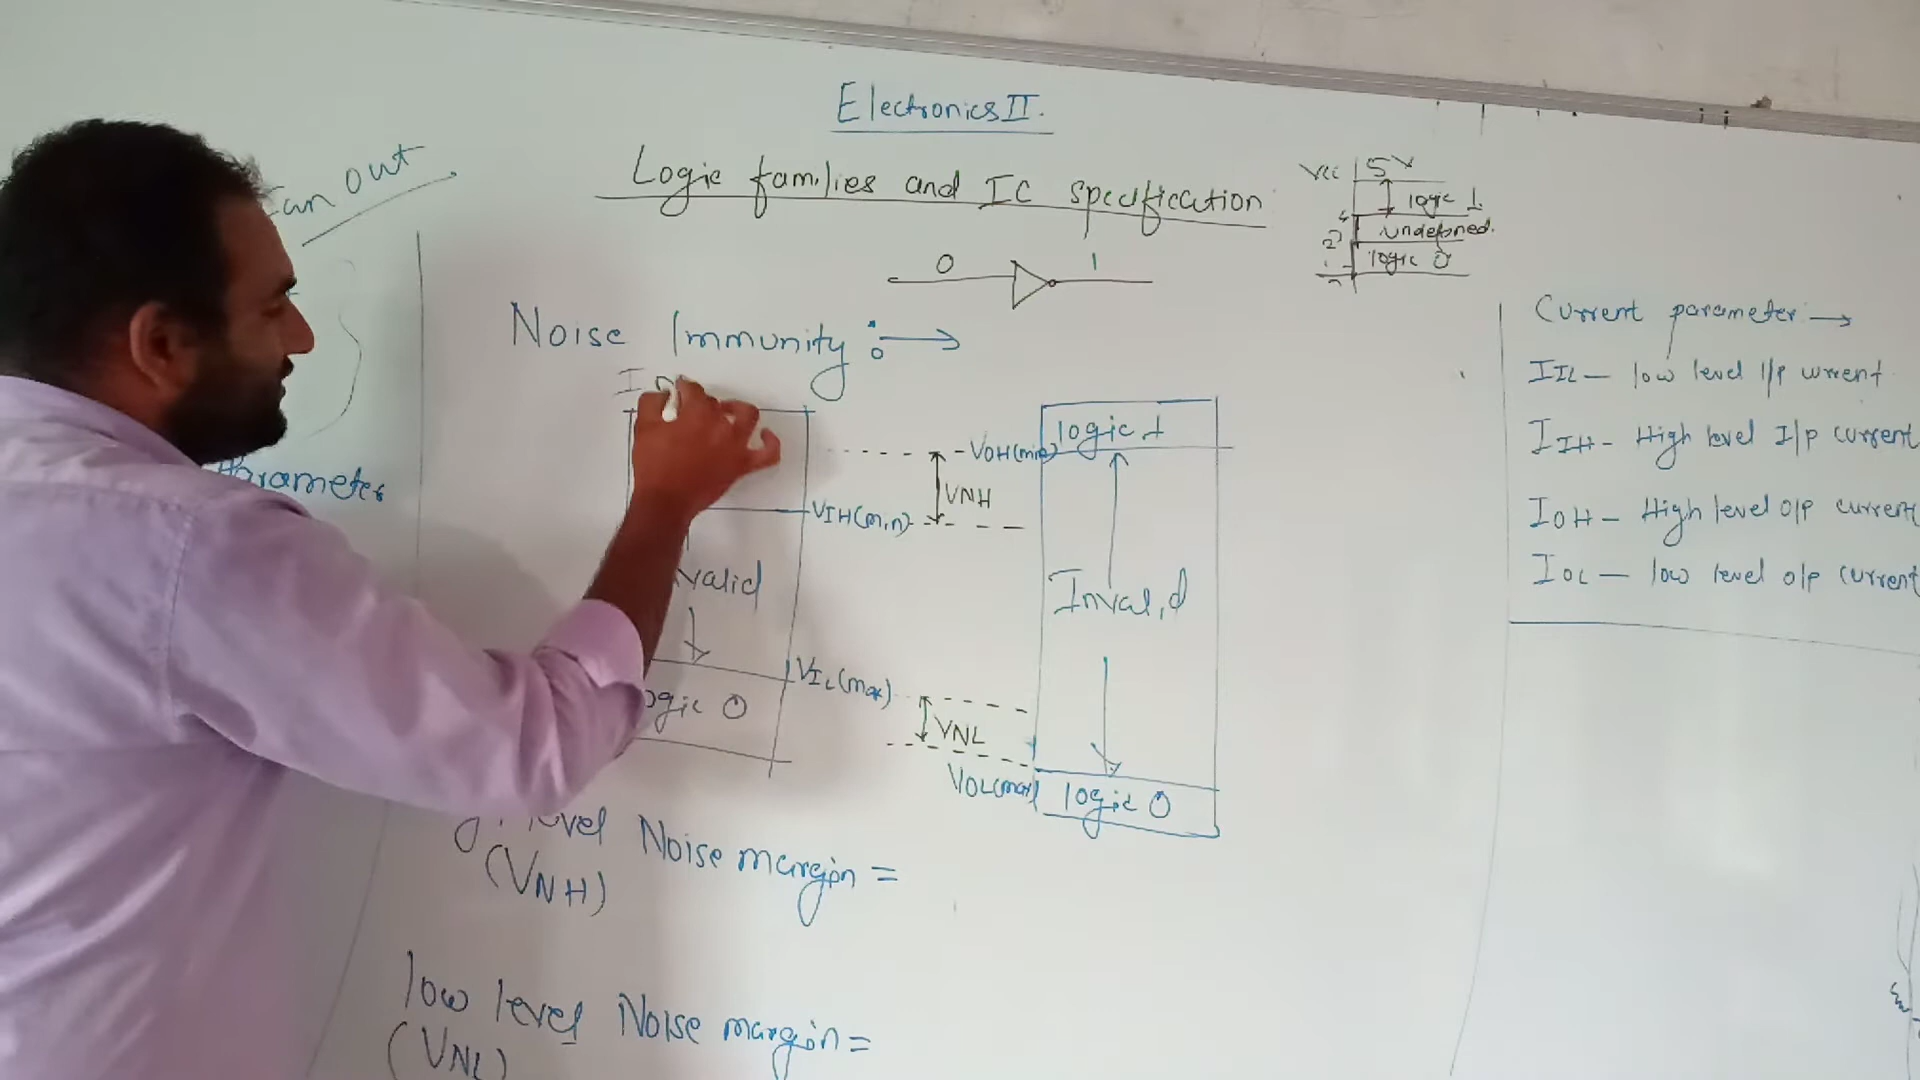 Electronics II.
Logic families and IC specification
Fan Out
Vcc 5V
logic 1
undefined.
logic 0
0 1
Noise Immunity :
In
Current parameter →
IIL — low level I/p current
IIH - High level I/p current
IOH — High level o/p current
IOL — low level o/p current
Parameter
logic 1
VOH(min)
VNH
VIH(min)
Invalid
VIL(max)
logic 0
VNL
VOL(max)
logic 0
level Noise margin =
(VNH)
low level Noise margin =
(VNL)